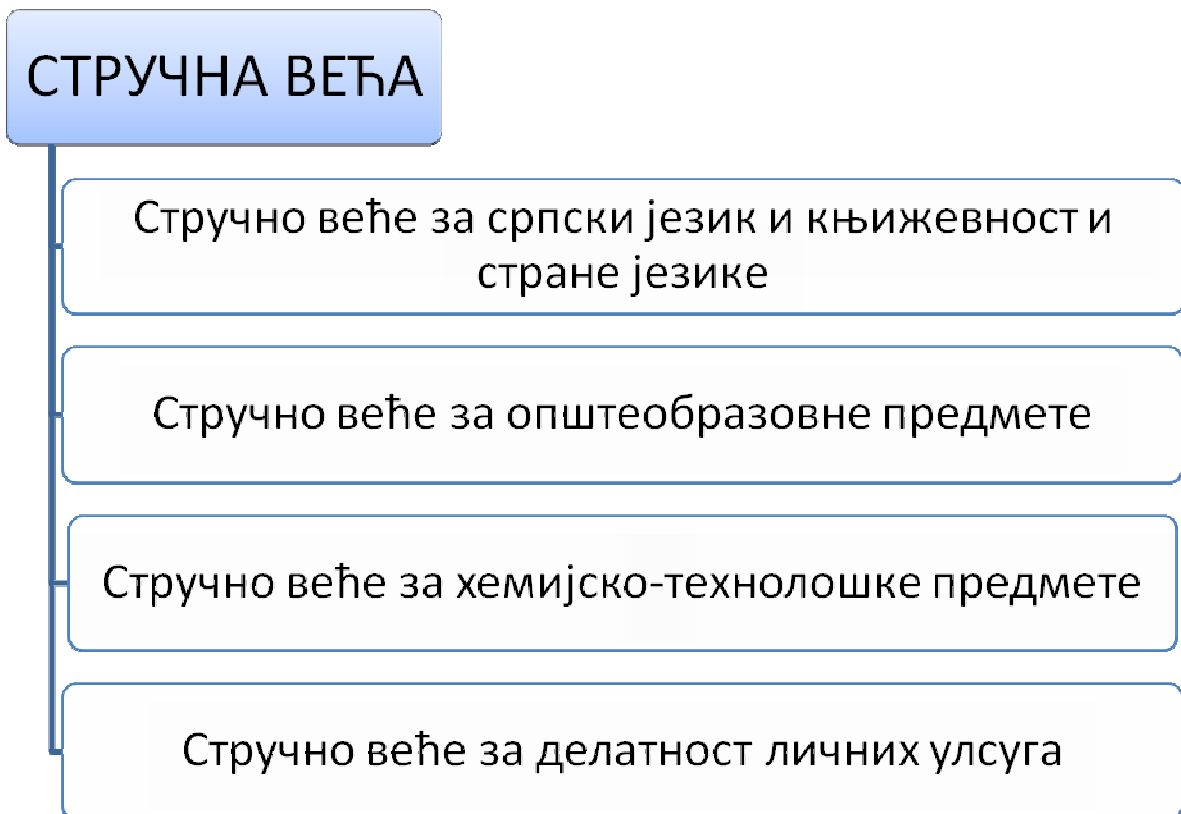 СТРУЧНА ВЕЋА
Стручно веће за српски језик и књижевност и
стране језике
Стручно веће за општеобразовне предмете
Стручно веће за хемијско-технолошке предмете
Стручно веће за делатност личних улсуга